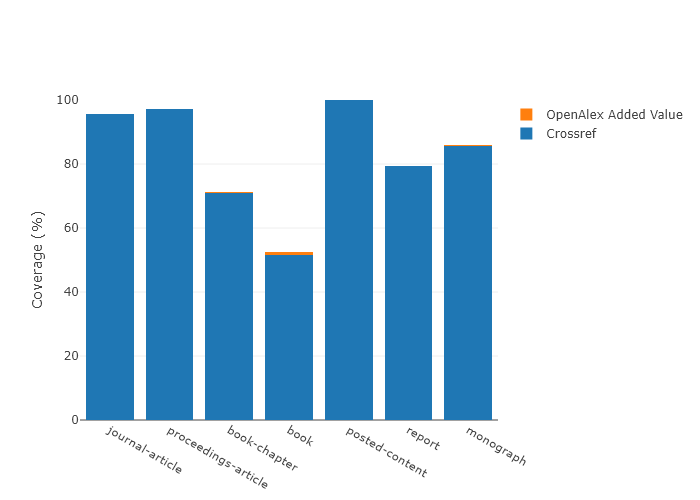 100
80
60
40
20
0
Coverage (%)
journal-article
proceedings-article
book-chapter
book
posted-content
report
monograph
OpenAlex Added Value
Crossref